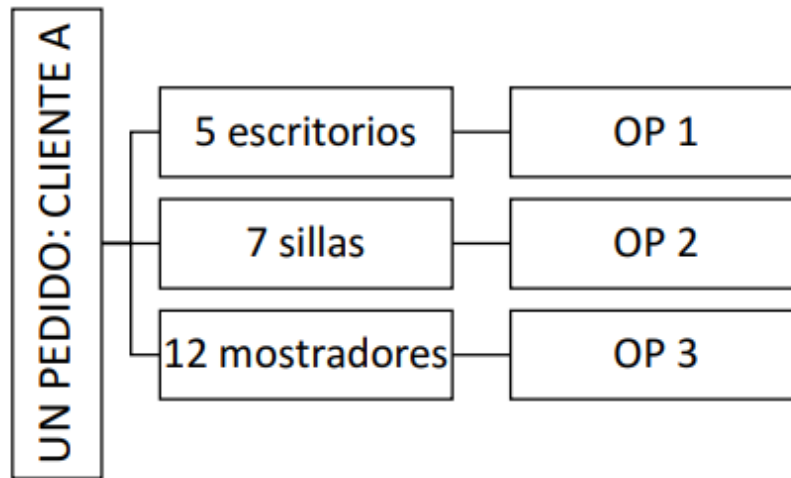 UN PEDIDO: CLIENTE A
5 escritorios
OP 1
7 sillas
OP 2
12 mostradores
OP 3